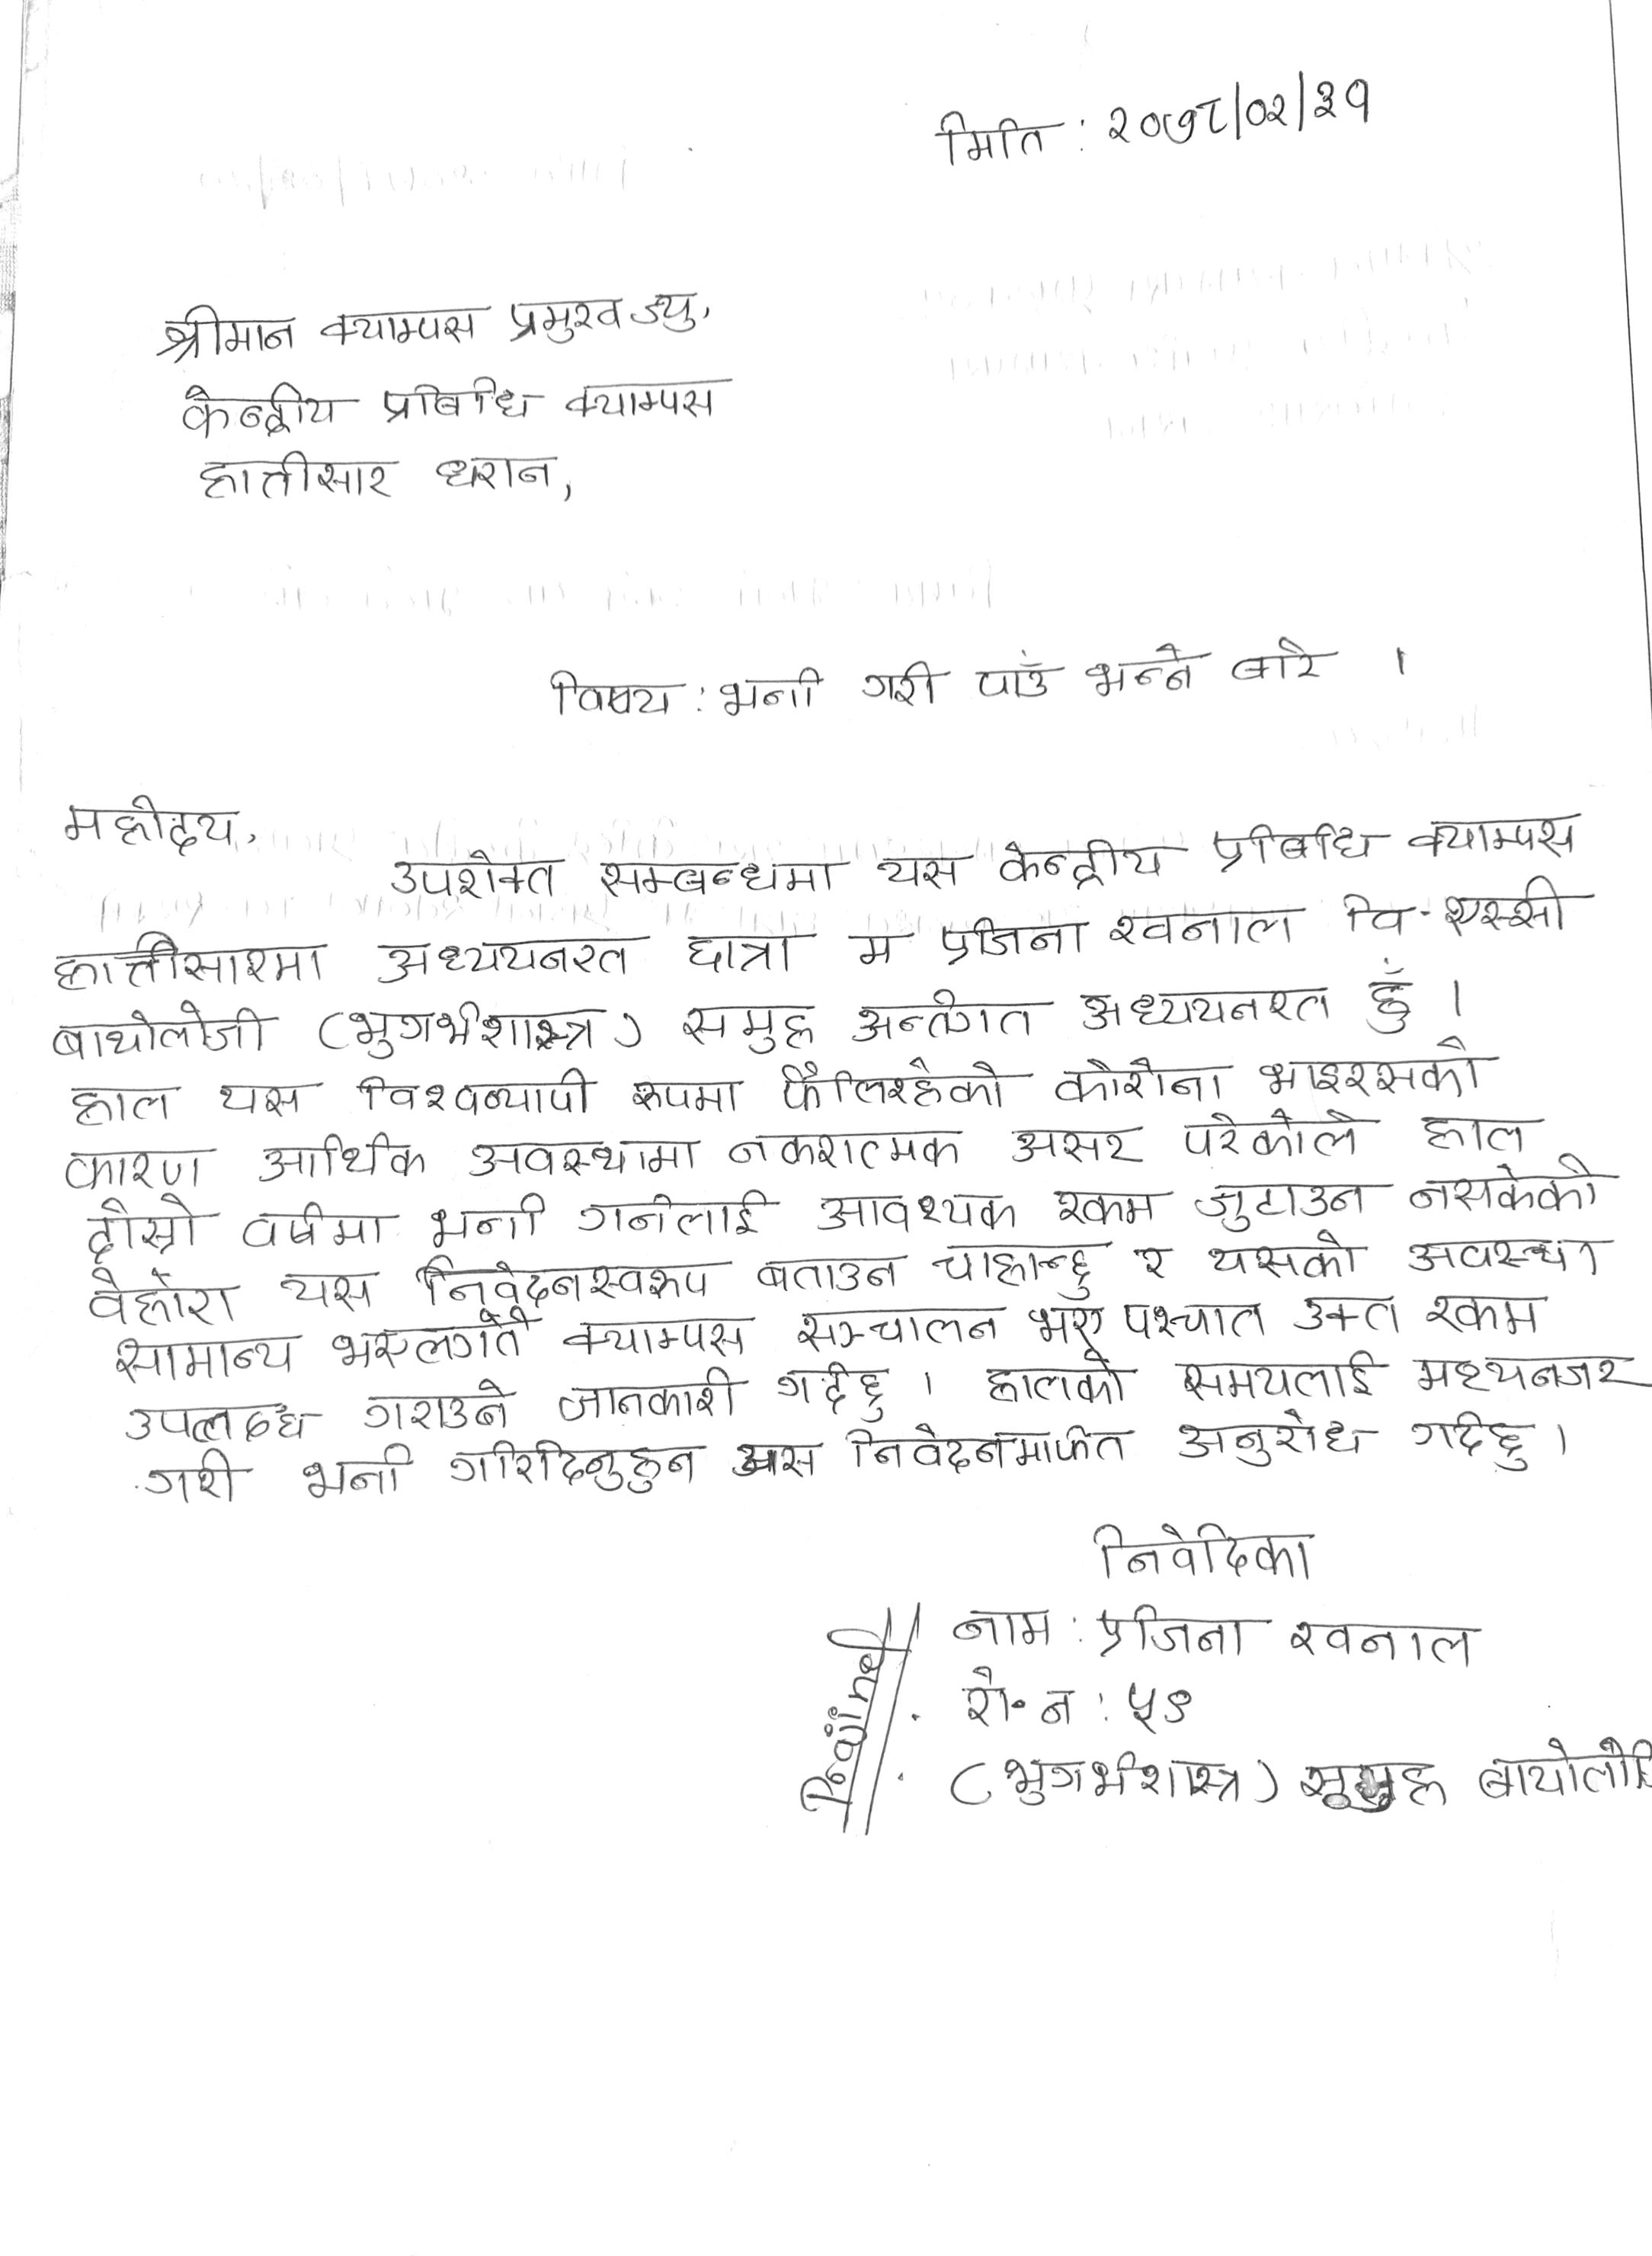 मिति : २०७८/०२/३१
श्रीमान क्याम्पस प्रमुख ज्यु,
केन्द्रीय प्रबिधि क्याम्पस
हात्तीसार धरान,
विषय : भर्ना गरी पाउँ भन्ने बारे ।
महोदय,
उपरोक्त सम्बन्धमा यस केन्द्रीय प्रबिधि क्याम्पस
हात्तीसारमा अध्ययनरत छात्रा म प्रजिना खनाल वि. एस्सी
बायोलोजी (भुगर्भशास्त्र) समुह अन्तर्गत अध्ययनरत हुँ ।
हाल यस विश्वव्यापी रुपमा फैलिरहेको कोरोना भाइरसको
कारण आर्थिक अवस्थामा नकरात्मक असर परेकोले हाल
दोस्रो वर्षमा भर्ना गर्नलाई आवश्यक रकम जुटाउन नसकेको
वेहोरा यस निवेदनस्वरूप बताउन चाहान्छु र यसको अवस्था
सामान्य भएलगतै क्याम्पस सञ्चालन भए पश्चात उक्त रकम
उपलब्ध गराउने जानकारी गर्दछु । हालको समयलाई मध्यनजर
गरी भर्ना गरिदिनुहुन यस निवेदनमार्फत अनुरोध गर्दछु ।
निवेदिका
नाम : प्रजिना खनाल
रो. न : ५९
(भुगर्भशास्त्र) समुह बायोलोजि